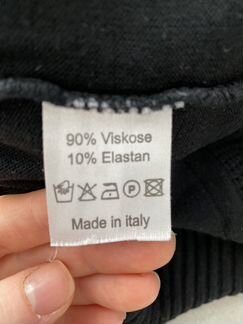 90% Viskose
10% Elastan
P
Made in italy